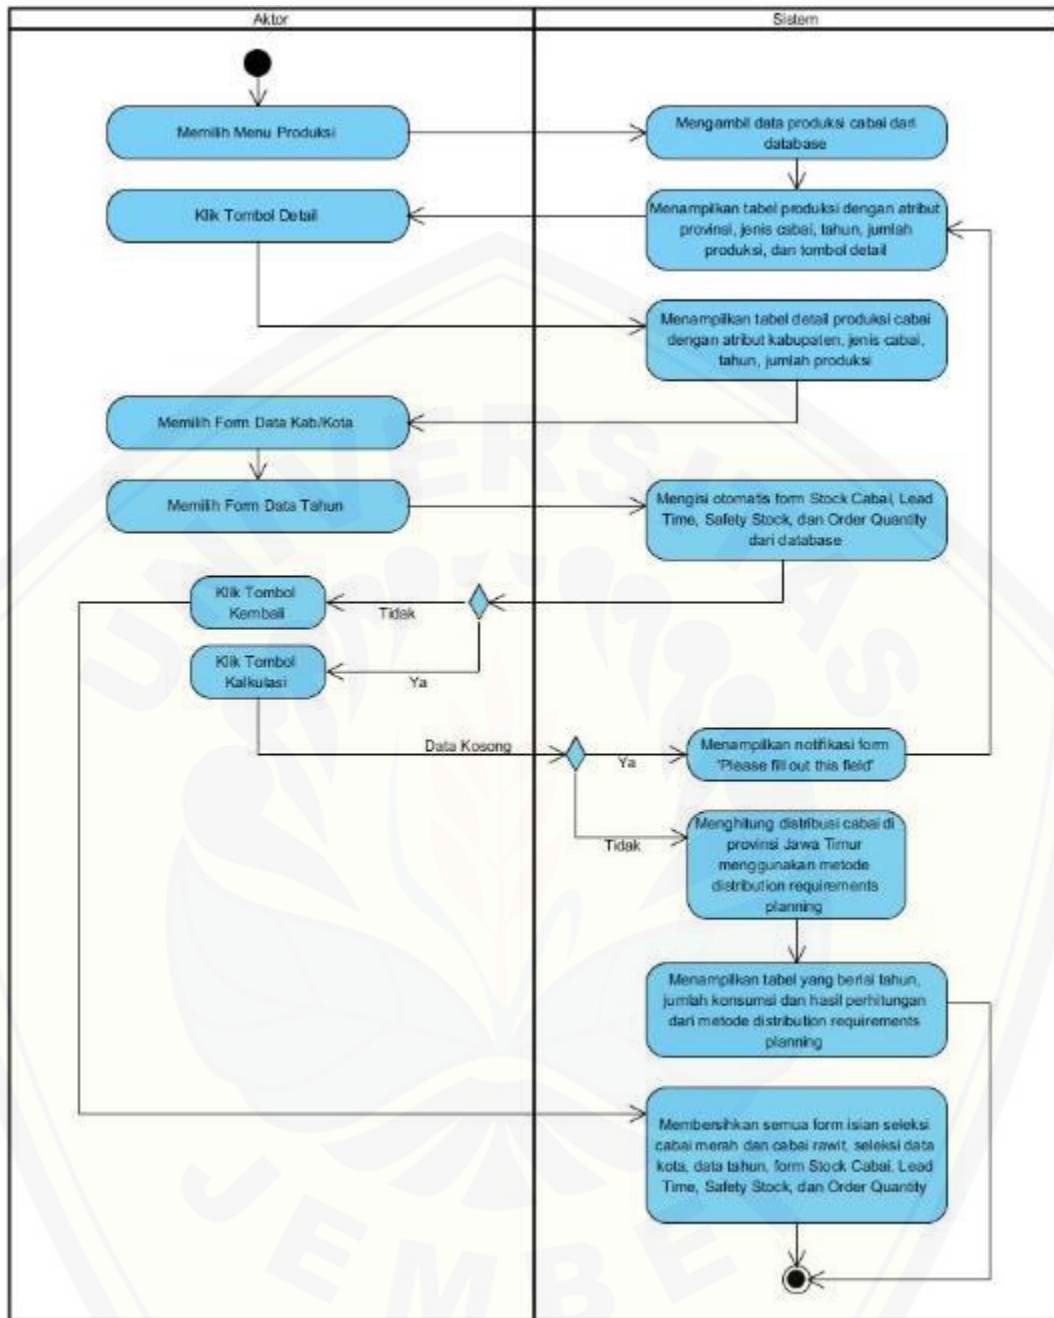 Aktor
Sistem
Memilih Menu Produksi
Mengambil data produksi cabai dari
database
Klik Tombol Detail
Menampilkan tabel produksi dengan atribut
provinsi, jenis cabai, tahun, jumlah
produksi, dan tombol detail
Menampilkan tabel detail produksi cabai
dengan atribut kabupaten, jenis cabai,
tahun, jumlah produksi
Memilih Form Data Kab/Kota
Memilih Form Data Tahun
Mengisi otomatis form Stock Cabai, Lead
Time, Safety Stock, dan Order Quantity
dari database
Klik Tombol
Kembali
Tidak
Klik Tombol
Kalkulasi
Ya
Data Kosong
Ya
Menampilkan notifikasi form
"Please fill out this field"
Tidak
Menghitung distribusi cabai di
provinsi Jawa Timur
menggunakan metode
distribution requirements
planning
Menampilkan tabel yang berisi tahun,
jumlah konsumsi dan hasil perhitungan
dari metode distribution requirements
planning
Membersihkan semua form isian seleksi
cabai merah dan cabai rawit, seleksi data
kota, data tahun, form Stock Cabai, Lead
Time, Safety Stock, dan Order Quantity
UNIVERSITAS
JEMBER